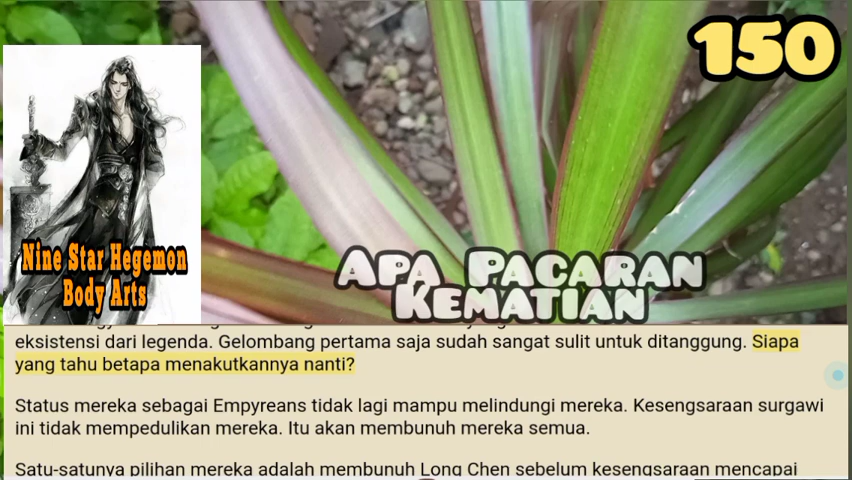 150
Nine Star Hegemon
Body Arts
APA PACARAN
KEMATIAN
eksistensi dari legenda. Gelombang pertama saja sudah sangat sulit untuk ditanggung. Siapa
yang tahu betapa menakutkannya nanti?
Status mereka sebagai Empyreans tidak lagi mampu melindungi mereka. Kesengsaraan surgawi
ini tidak mempedulikan mereka. Itu akan membunuh mereka semua.
Satu-satunya pilihan mereka adalah membunuh Long Chen sebelum kesengsaraan mencapai